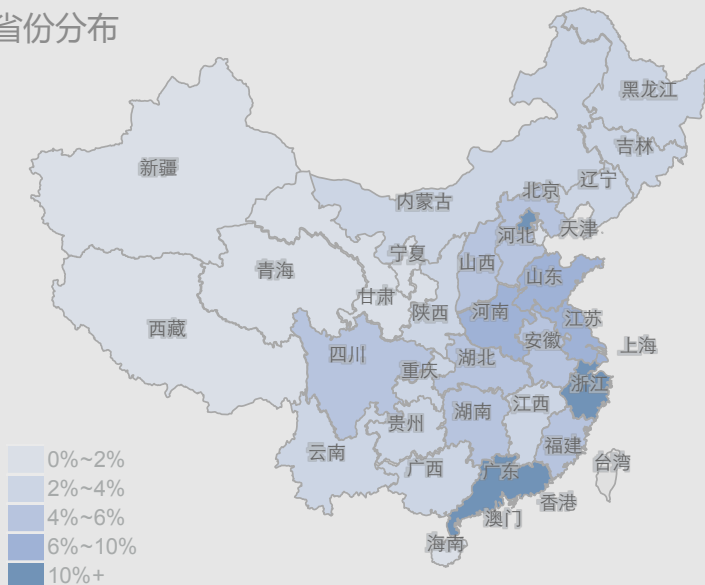 省份分布
黑龙江
吉林
新疆
辽宁
北京
内蒙古
天津
河北
宁夏
山西
青海
山东
甘肃
陕西
河南
江苏
西藏
安徽
上海
四川
湖北
重庆
浙江
江西
湖南
贵州
福建
云南
0%~2%
台湾
广西
广东
2%~4%
香港
4%~6%
澳门
海南
6%~10%
10%+